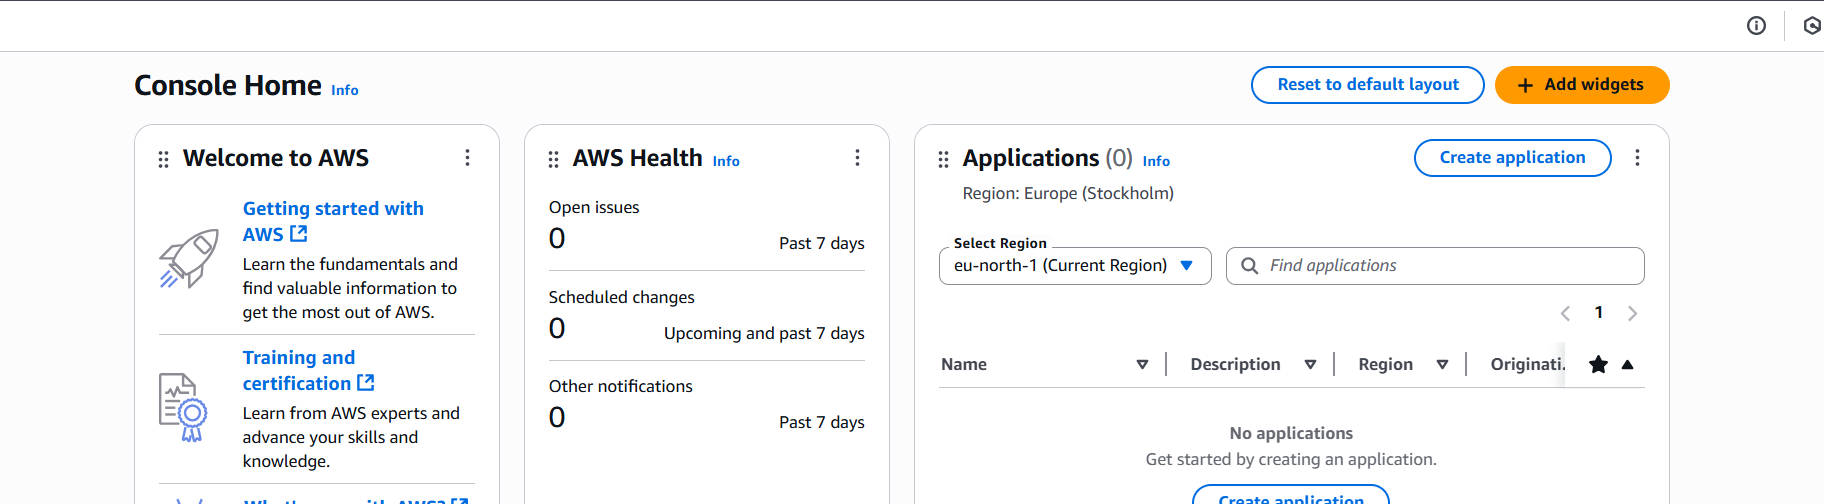 Console Home Info
Reset to default layout
+ Add widgets
Welcome to AWS
Getting started with
AWS
Learn the fundamentals and
find valuable information to
get the most out of AWS.
Training and
certification
Learn from AWS experts and
advance your skills and
knowledge.
AWS Health Info
Open issues
0 Past 7 days
Scheduled changes
0 Upcoming and past 7 days
Other notifications
0 Past 7 days
Applications (0) Info
Create application
Region: Europe (Stockholm)
Select Region
eu-north-1 (Current Region)
Find applications
1
Name Description Region Originati.
No applications
Get started by creating an application.
Create application